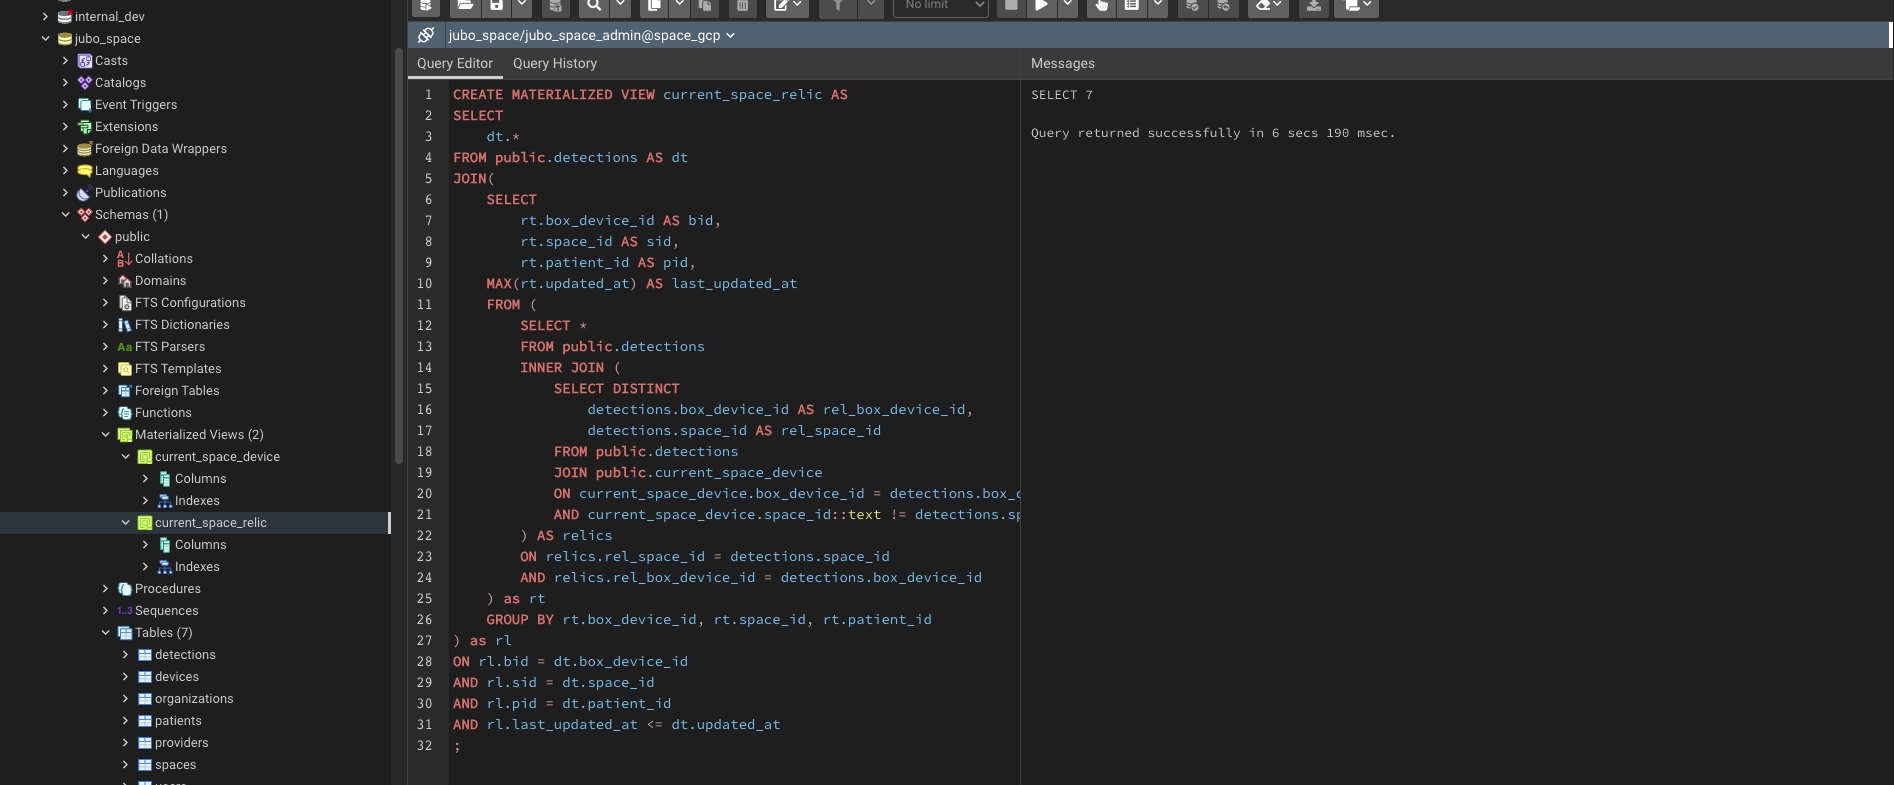 internal_dev
jubo_space
Casts
Catalogs
Event Triggers
Extensions
Foreign Data Wrappers
Languages
Publications
Schemas (1)
public
Collations
Domains
FTS Configurations
FTS Dictionaries
Aa FTS Parsers
FTS Templates
Foreign Tables
Functions
Materialized Views (2)
current_space_device
Columns
Indexes
current_space_relic
Columns
Indexes
Procedures
1..3 Sequences
Tables (7)
detections
devices
organizations
patients
providers
spaces
No limit
jubo_space/jubo_space_admin@space_gcp
Query Editor Query History
1 CREATE MATERIALIZED VIEW current_space_relic AS
2 SELECT
3 dt.*
4 FROM public.detections AS dt
5 JOIN(
6 SELECT
7 rt.box_device_id AS bid,
8 rt.space_id AS sid,
9 rt.patient_id AS pid,
10 MAX(rt.updated_at) AS last_updated_at
11 FROM (
12 SELECT *
13 FROM public.detections
14 INNER JOIN (
15 SELECT DISTINCT
16 detections.box_device_id AS rel_box_device_id,
17 detections.space_id AS rel_space_id
18 FROM public.detections
19 JOIN public.current_space_device
20 ON current_space_device.box_device_id = detections.box_
21 AND current_space_device.space_id::text != detections.sp
22 ) AS relics
23 ON relics.rel_space_id = detections.space_id
24 AND relics.rel_box_device_id = detections.box_device_id
25 ) as rt
26 GROUP BY rt.box_device_id, rt.space_id, rt.patient_id
27 ) as rl
28 ON rl.bid = dt.box_device_id
29 AND rl.sid = dt.space_id
30 AND rl.pid = dt.patient_id
31 AND rl.last_updated_at <= dt.updated_at
32 ;
Messages
SELECT 7
Query returned successfully in 6 secs 190 msec.